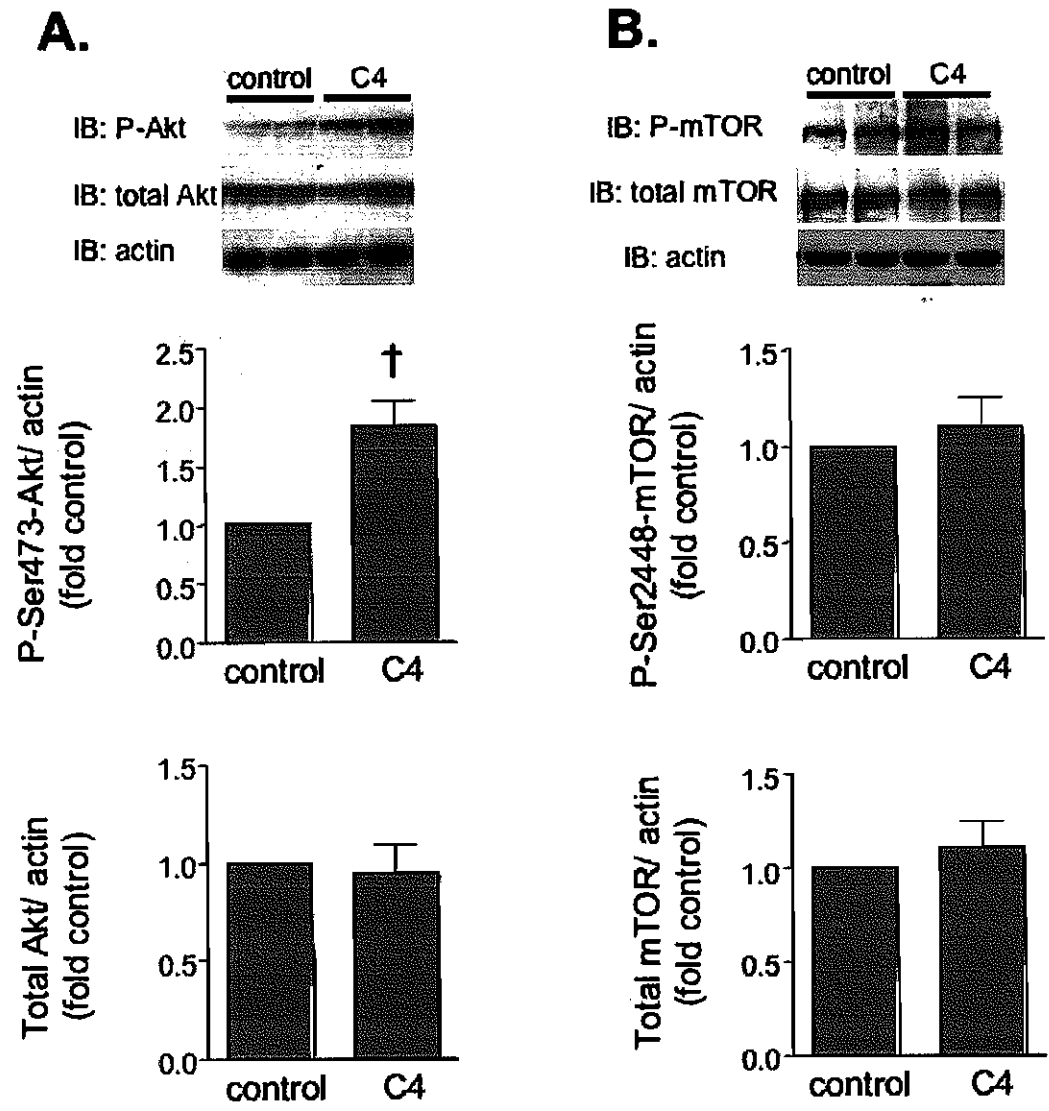 A.
control C4
IB: P-Akt
IB: total Akt
IB: actin
P-Ser473-Akt/ actin
(fold control)
2.5
†
2.0
1.5
1.0
0.0
control C4
Total Akt/ actin
(fold control)
1.5
1.0
0.5
0.0
control C4
B.
control C4
IB: P-mTOR
IB: total mTOR
IB: actin
P-Ser2448-mTOR/ actin
(fold control)
1.5
1.0
0.5
0.0
control C4
Total mTOR/ actin
(fold control)
1.5
1.0
0.5
0.0
control C4